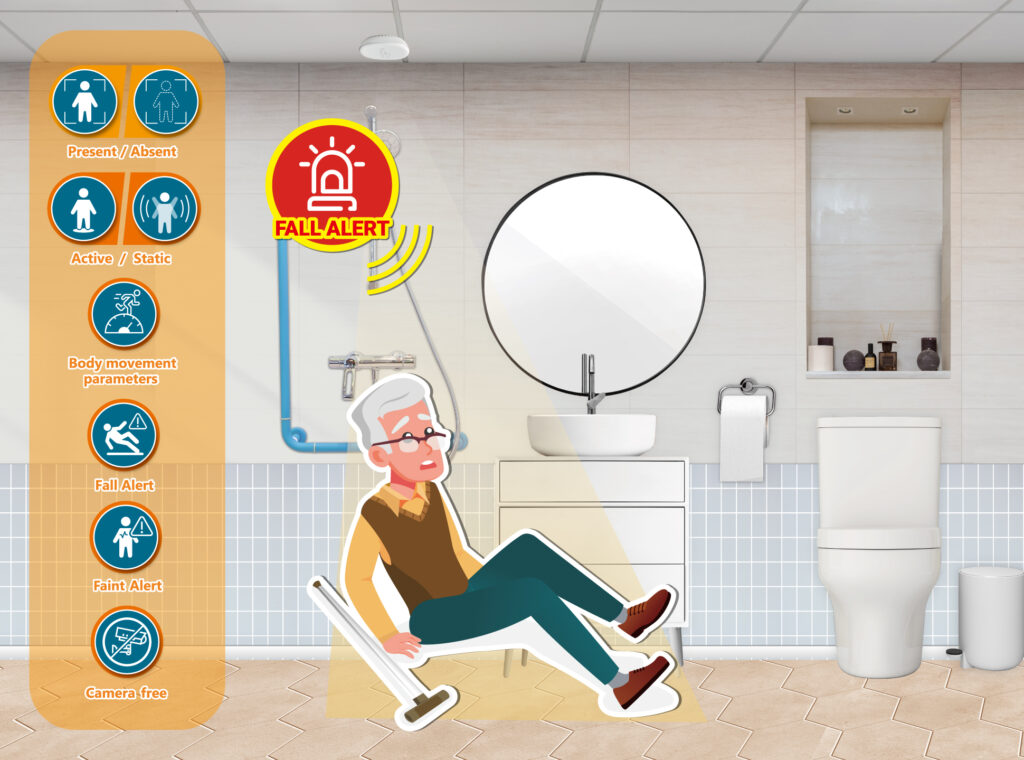 Present / Absent
Active / Static
Body movement
parameters
Fall Alert
Faint Alert
Camera free
FALL ALERT